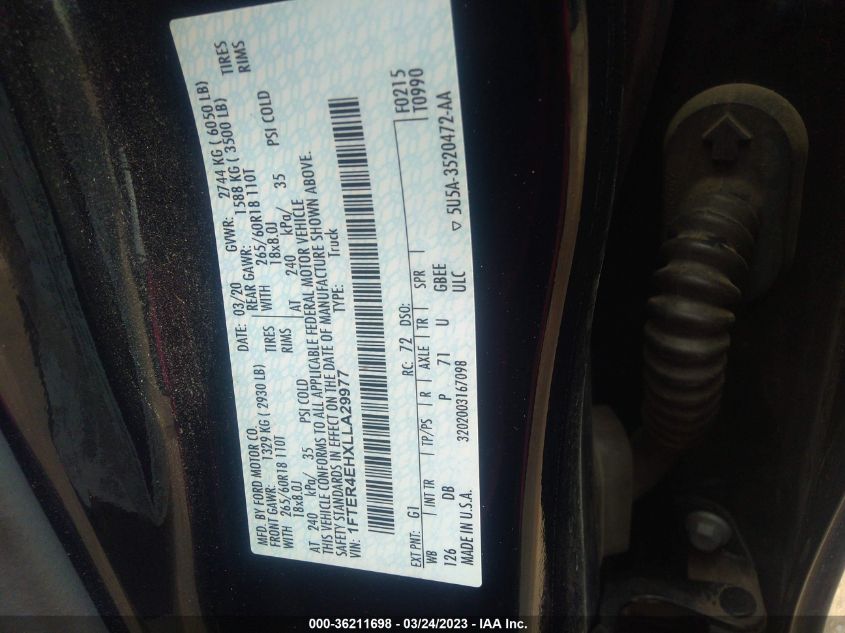 MFD. BY FORD MOTOR CO.
DATE: 03/20 GVWR: 2744 KG ( 6050 LB)
FRONT GAWR: 1329 KG ( 2930 LB) REAR GAWR: 1588 KG ( 3500 LB)
WITH 265/60R18 110T TIRES WITH 265/60R18 110T TIRES
18x8.0J RIMS 18x8.0J RIMS
AT 240 kPa/ 35 PSI COLD AT 240 kPa/ 35 PSI COLD
THIS VEHICLE CONFORMS TO ALL APPLICABLE FEDERAL MOTOR VEHICLE
SAFETY STANDARDS IN EFFECT ON THE DATE OF MANUFACTURE SHOWN ABOVE.
VIN: 1FTER4EHXLLA29977 TYPE: Truck
F0215
T0990
EXT PNT: G1 RC: 72 DSO:
WB INT TR TP/PS R AXLE TR SPR
126 DB P 71 U GBEE
ULC
MADE IN U.S.A. 3202003167098 ▽ 5U5A-3520472-AA
000-36211698 - 03/24/2023 - IAA Inc.